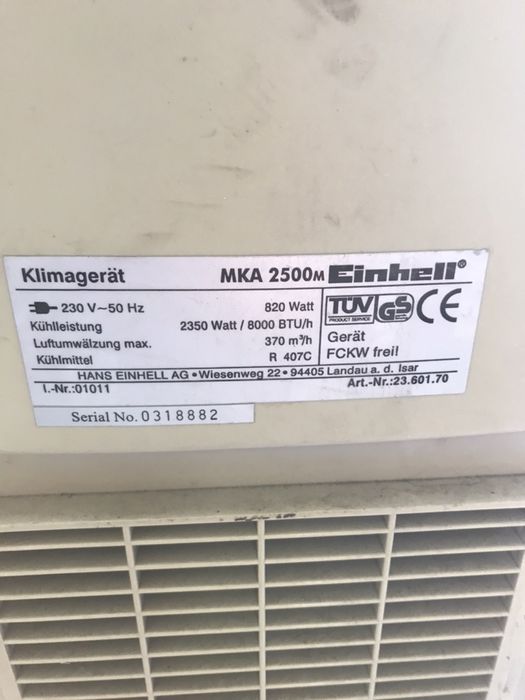 Klimagerät MKA 2500M Einhell®
230 V~50 Hz 820 Watt
Kühlleistung 2350 Watt / 8000 BTU/h
Luftumwälzung max. 370 m³/h
Kühlmittel R 407C
TÜV PRODUCT SERVICE GS CE
Gerät
FCKW frei!
HANS EINHELL AG • Wiesenweg 22 • 94405 Landau a. d. Isar
I.-Nr.:01011 Art.-Nr.:23.601.70
Serial No. 0318882